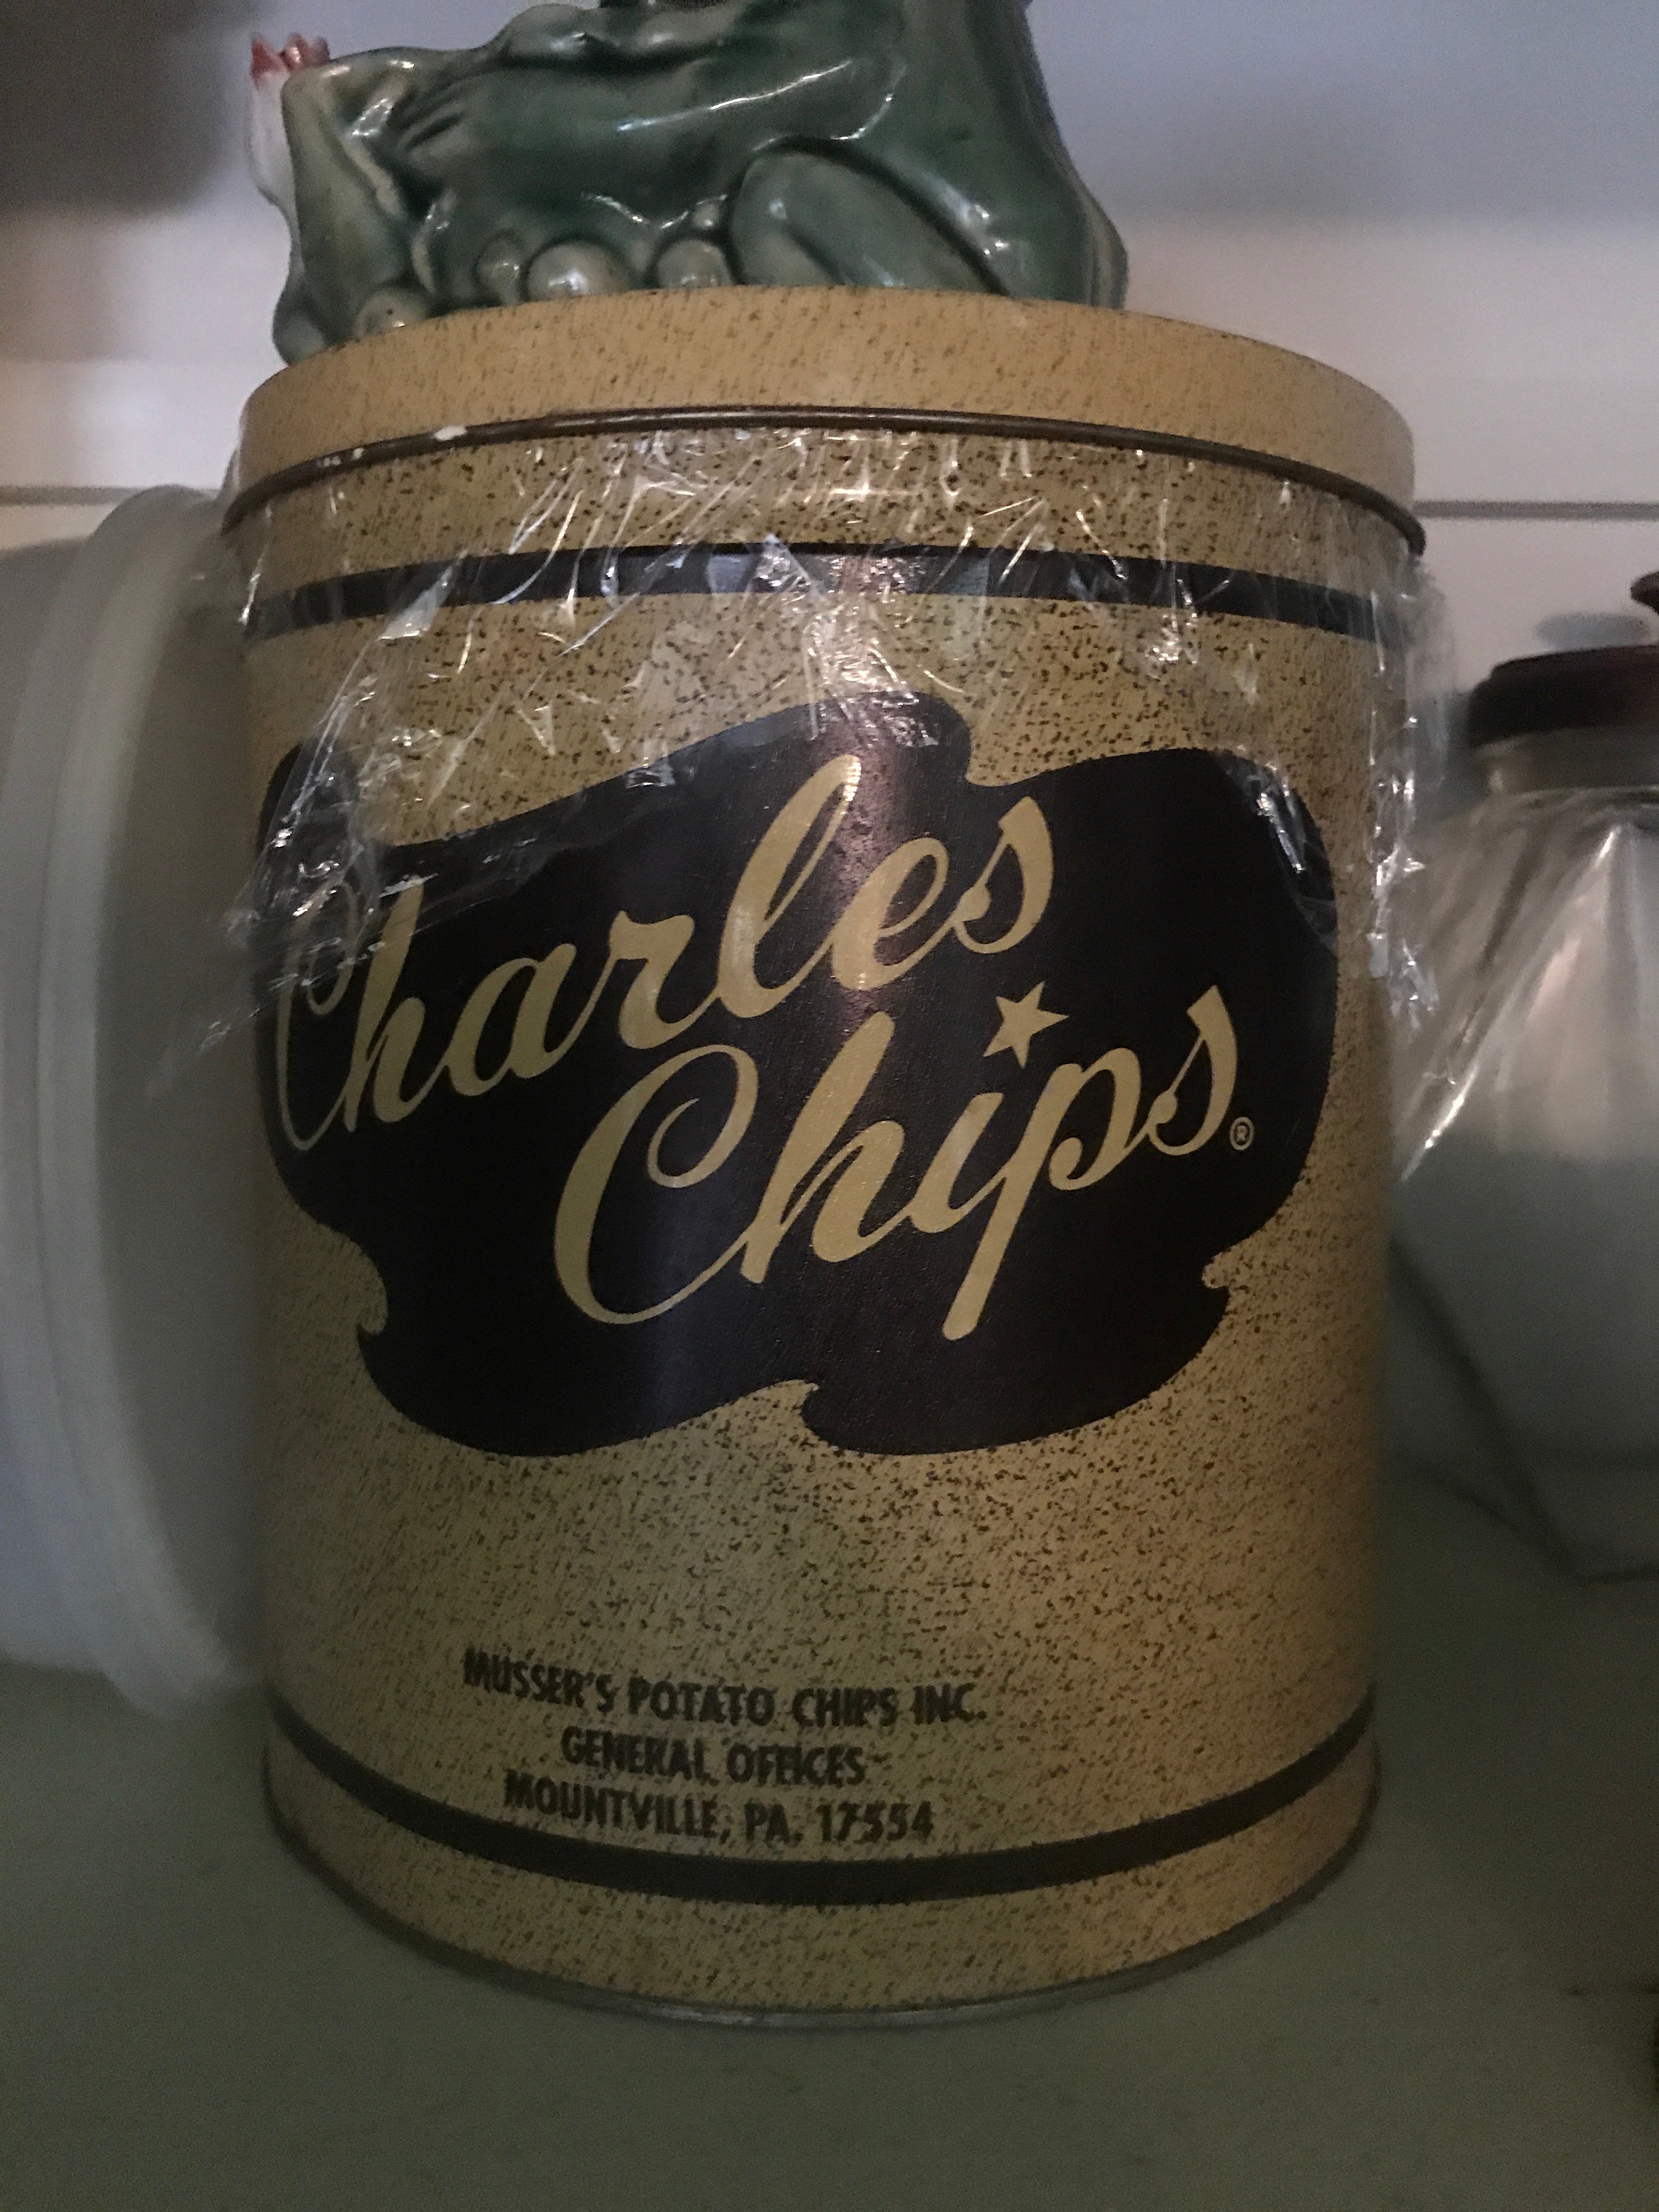 Charles
Chips®
MUSSER'S POTATO CHIPS INC.
GENERAL OFFICES
MOUNTVILLE, PA. 17554